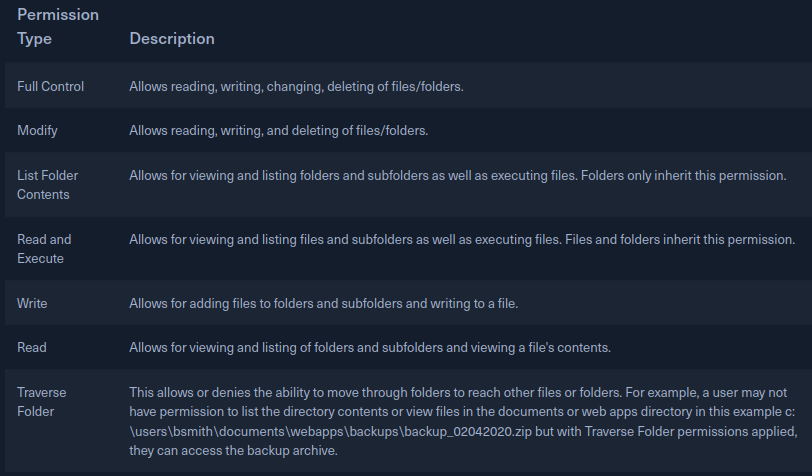 Permission
Type
Description
Full Control
Allows reading, writing, changing, deleting of files/folders.
Modify
Allows reading, writing, and deleting of files/folders.
List Folder
Contents
Allows for viewing and listing folders and subfolders as well as executing files. Folders only inherit this permission.
Read and
Execute
Allows for viewing and listing files and subfolders as well as executing files. Files and folders inherit this permission.
Write
Allows for adding files to folders and subfolders and writing to a file.
Read
Allows for viewing and listing of folders and subfolders and viewing a file's contents.
Traverse
Folder
This allows or denies the ability to move through folders to reach other files or folders. For example, a user may not
have permission to list the directory contents or view files in the documents or web apps directory in this example c:
\users\bsmith\documents\webapps\backups\backup_02042020.zip but with Traverse Folder permissions applied,
they can access the backup archive.